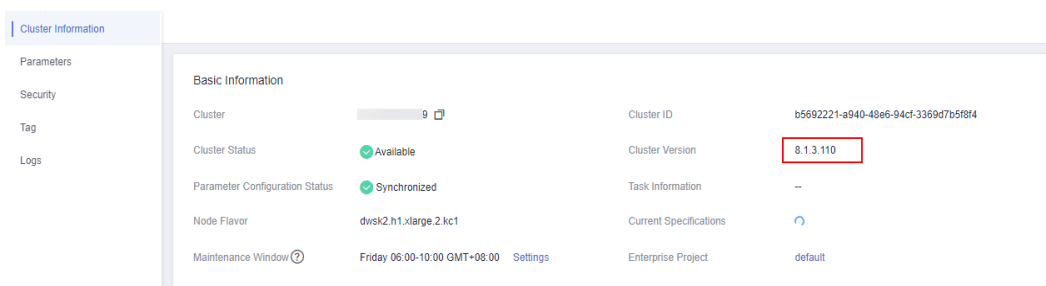 Cluster Information
Parameters
Security
Tag
Logs
Basic Information
Cluster 9 Cluster ID b5692221-a940-48e6-94cf-3369d7b5f8f4
Cluster Status Available Cluster Version 8.1.3.110
Parameter Configuration Status Synchronized Task Information --
Node Flavor dwsk2.h1.xlarge.2.kc1 Current Specifications
Maintenance Window ? Friday 06:00-10:00 GMT+08:00 Settings Enterprise Project default